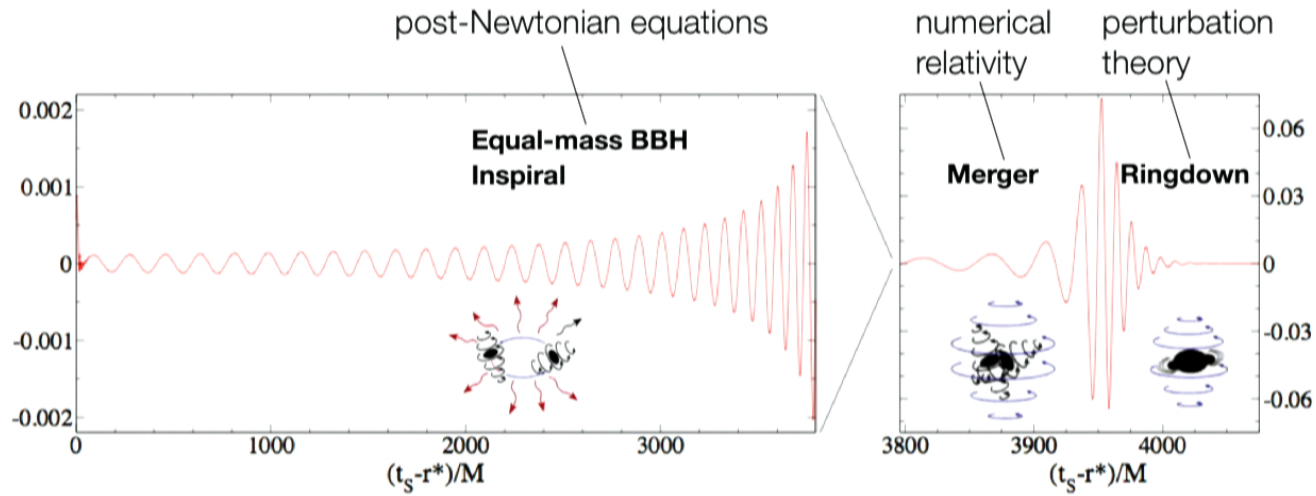 post-Newtonian equations
numerical
relativity
perturbation
theory
Equal-mass BBH
Inspiral
Merger
Ringdown
0.002
0.001
0
-0.001
-0.002
0
1000
2000
3000
(t_S-r*)/M
0.06
0.03
0
-0.03
-0.06
3800
3900
4000
(t_S-r*)/M